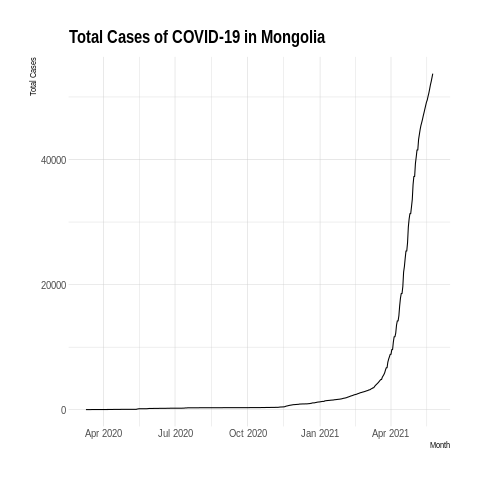 Total Cases of COVID-19 in Mongolia
Total Cases
40000
20000
0
Apr 2020 Jul 2020 Oct 2020 Jan 2021 Apr 2021
Month